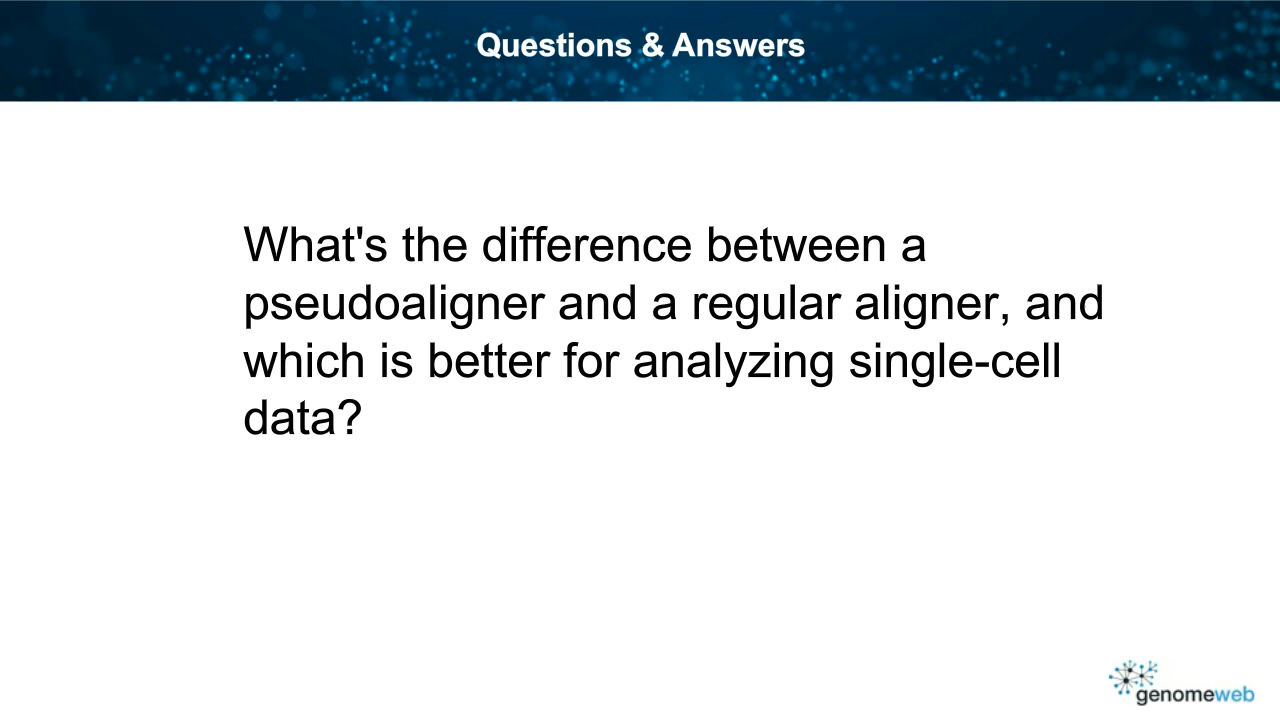 Questions & Answers
What's the difference between a
pseudoaligner and a regular aligner, and
which is better for analyzing single-cell
data?
genomeweb